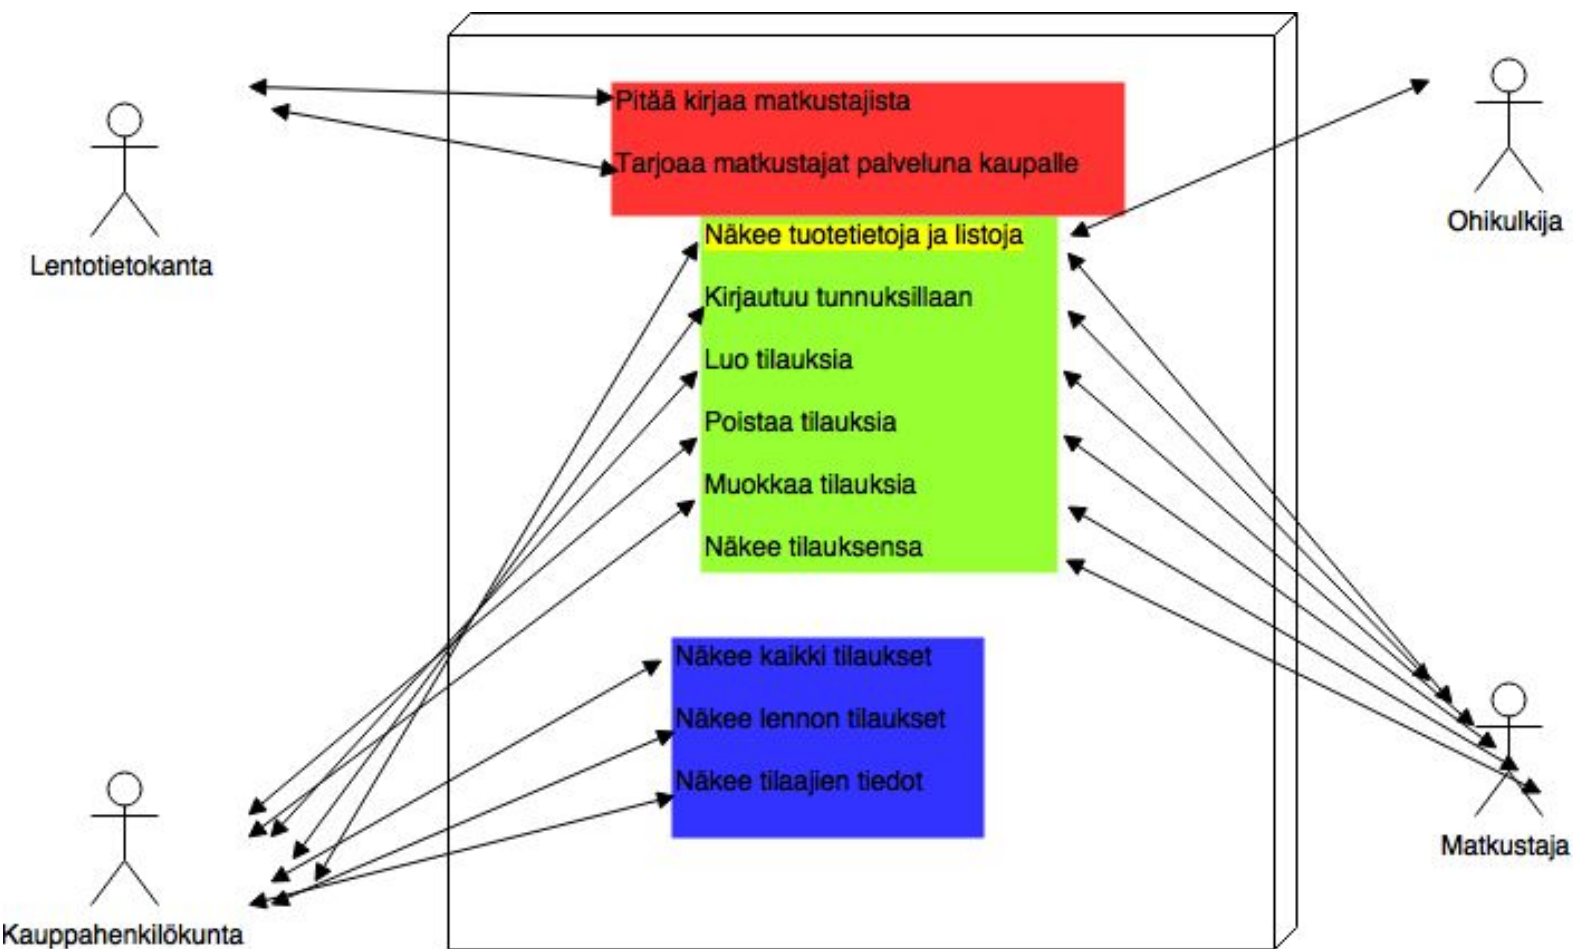 Pitää kirjaa matkustajista
Tarjoaa matkustajat palveluna kaupalle
Lentotietokanta
Ohikulkija
Näkee tuotetietoja ja listoja
Kirjautuu tunnuksillaan
Luo tilauksia
Poistaa tilauksia
Muokkaa tilauksia
Näkee tilauksensa
Näkee kaikki tilaukset
Näkee lennon tilaukset
Näkee tilaajien tiedot
Kauppahenkilökunta
Matkustaja